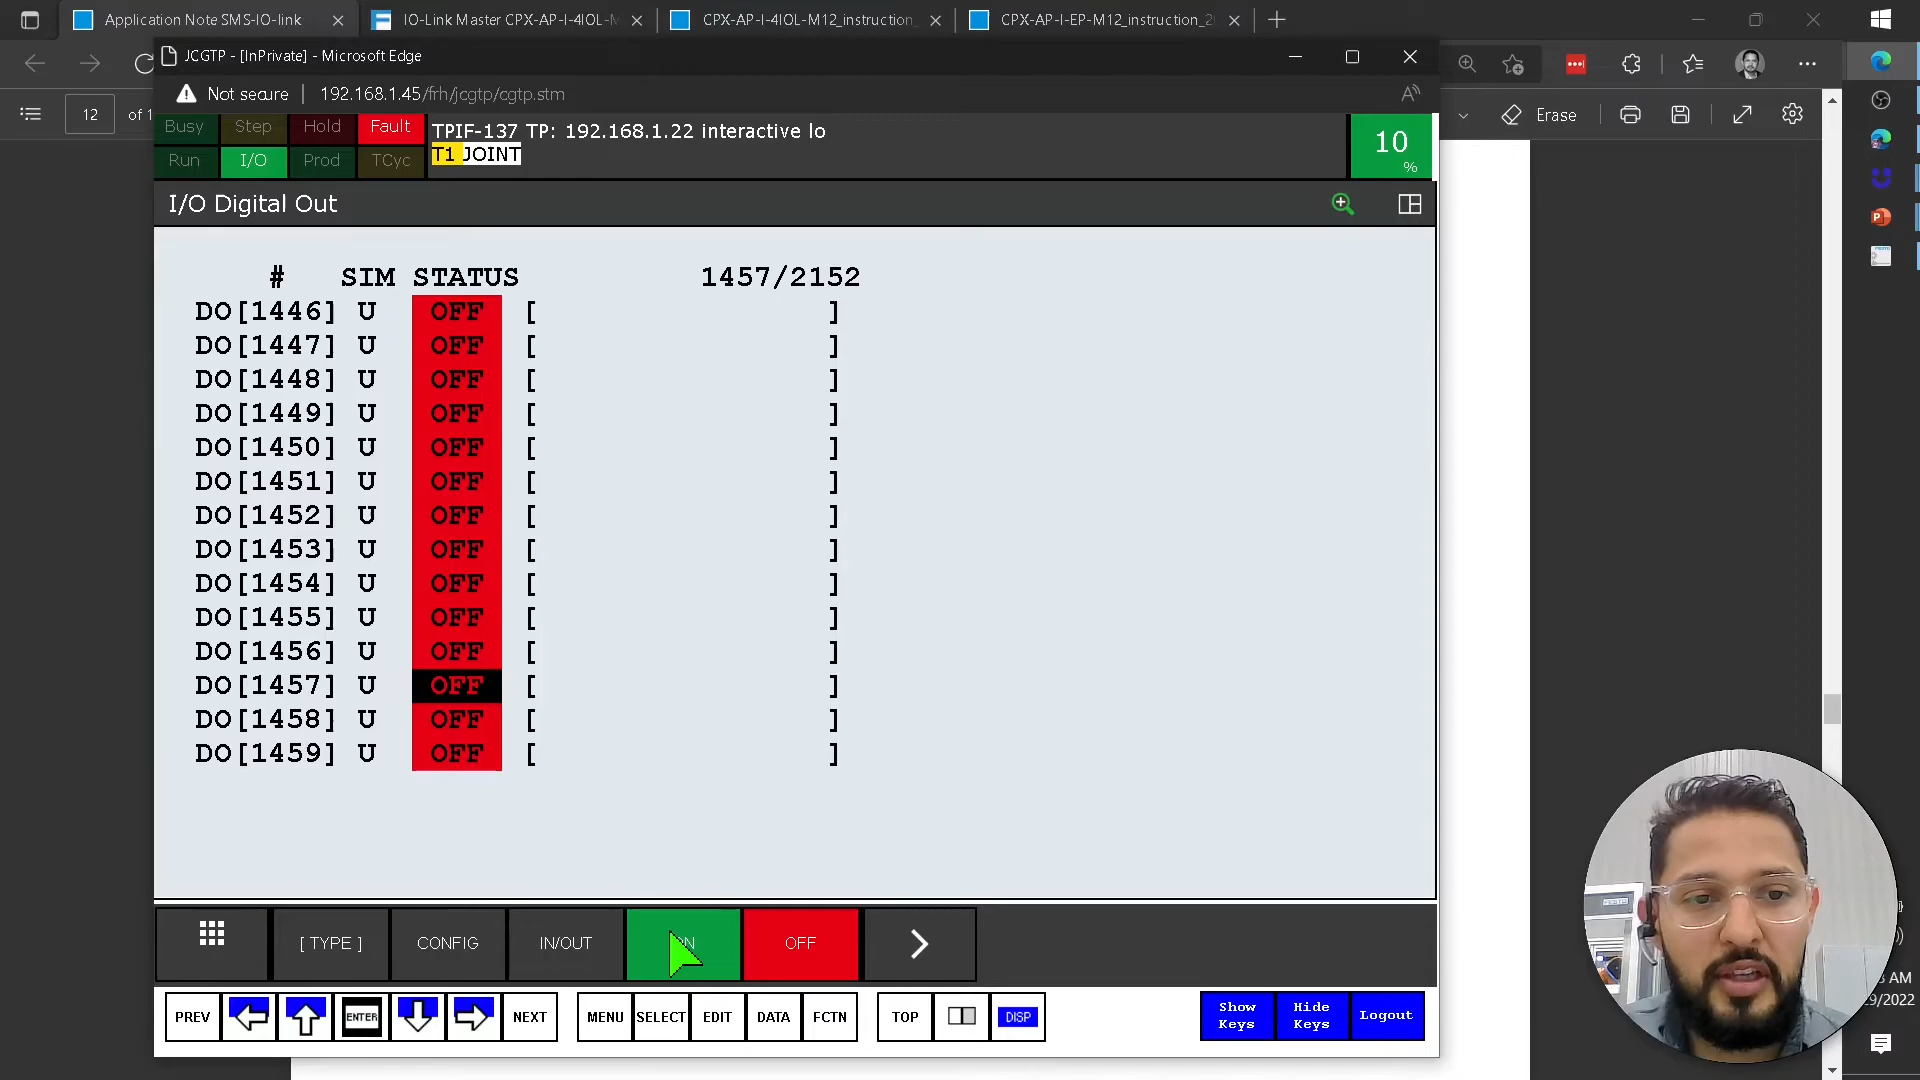 Application Note SMS-IO-link
IO-Link Master CPX-AP-I-4IOL-M
CPX-AP-I-4IOL-M12_instruction_
CPX-AP-I-EP-M12_instruction_2
JCGTP - [InPrivate] - Microsoft Edge
Not secure
192.168.1.45/frh/jcgtp/cgtp.stm
12
of 1
Erase
Busy Step Hold Fault
Run I/O Prod TCyc
TPIF-137 TP: 192.168.1.22 interactive lo
T1 JOINT
10
%
I/O Digital Out
# SIM STATUS 1457/2152
DO[1446] U OFF [ ]
DO[1447] U OFF [ ]
DO[1448] U OFF [ ]
DO[1449] U OFF [ ]
DO[1450] U OFF [ ]
DO[1451] U OFF [ ]
DO[1452] U OFF [ ]
DO[1453] U OFF [ ]
DO[1454] U OFF [ ]
DO[1455] U OFF [ ]
DO[1456] U OFF [ ]
DO[1457] U OFF [ ]
DO[1458] U OFF [ ]
DO[1459] U OFF [ ]
[ TYPE ] CONFIG IN/OUT ON OFF
PREV ENTER NEXT MENU SELECT EDIT DATA FCTN TOP DISP
Show Keys
Hide Keys
Logout
AM
9/2022